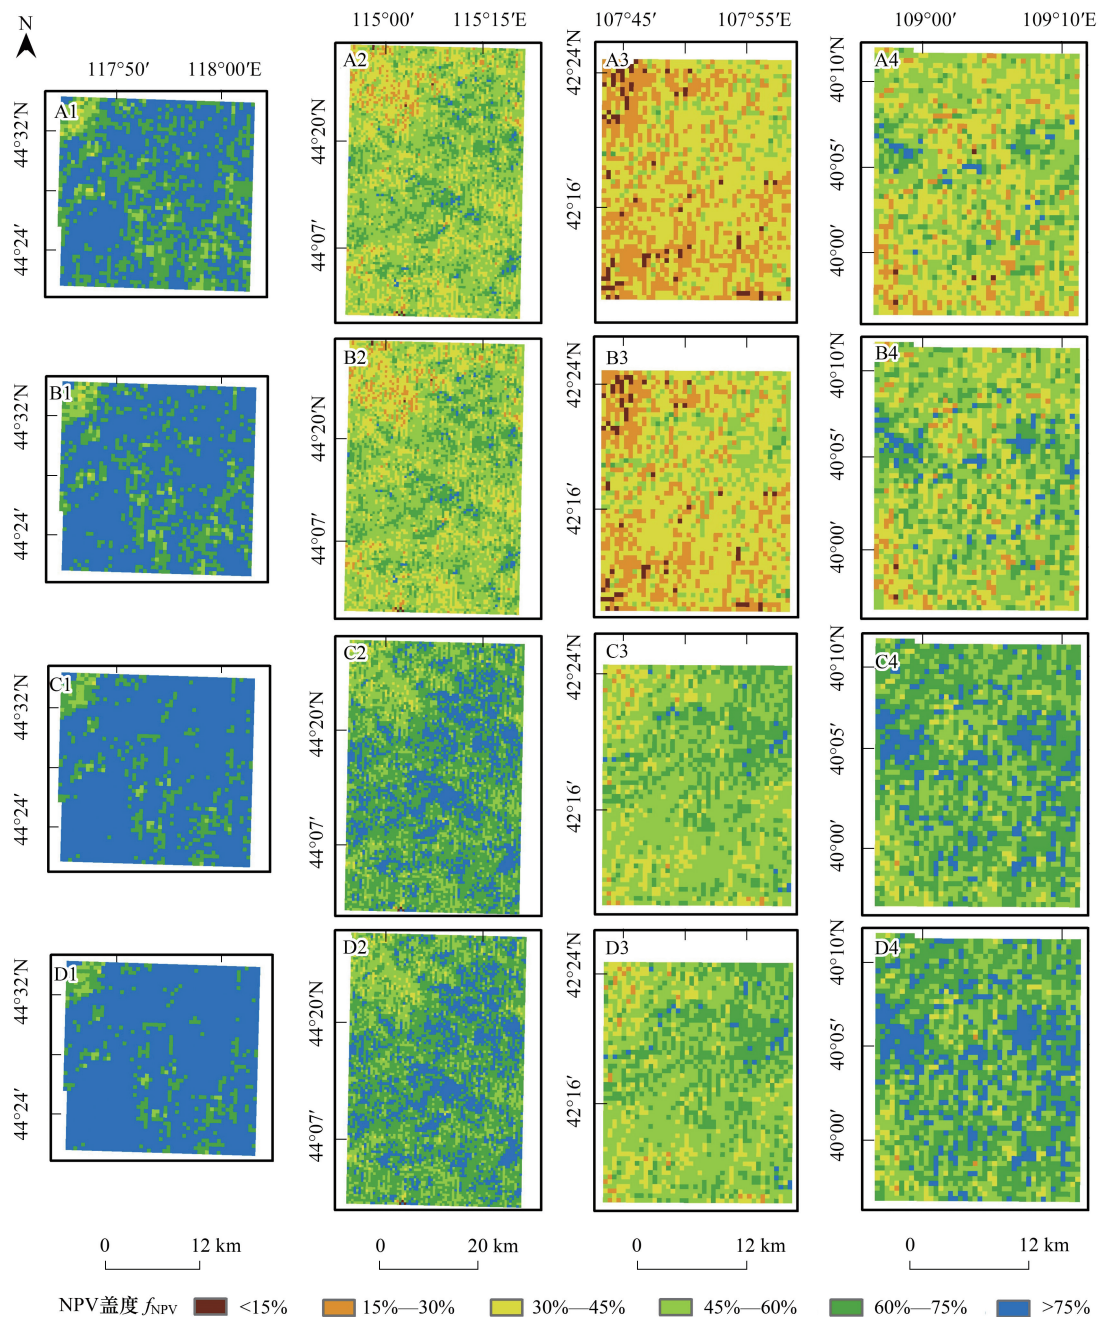 N
117°50′ 118°00′E
115°00′ 115°15′E
107°45′ 107°55′E
109°00′ 109°10′E
A1
44°32′N
44°24′
A2
44°20′N
44°07′
A3
42°24′N
42°16′
A4
40°10′N
40°05′
40°00′
B1
44°32′N
44°24′
B2
44°20′N
44°07′
B3
42°24′N
42°16′
B4
40°10′N
40°05′
40°00′
C1
44°32′N
44°24′
C2
44°20′N
44°07′
C3
42°24′N
42°16′
C4
40°10′N
40°05′
40°00′
D1
44°32′N
44°24′
D2
44°20′N
44°07′
D3
42°24′N
42°16′
D4
40°10′N
40°05′
40°00′
0 12 km
0 20 km
0 12 km
0 12 km
NPV盖度 fNPV <15% 15%—30% 30%—45% 45%—60% 60%—75% >75%